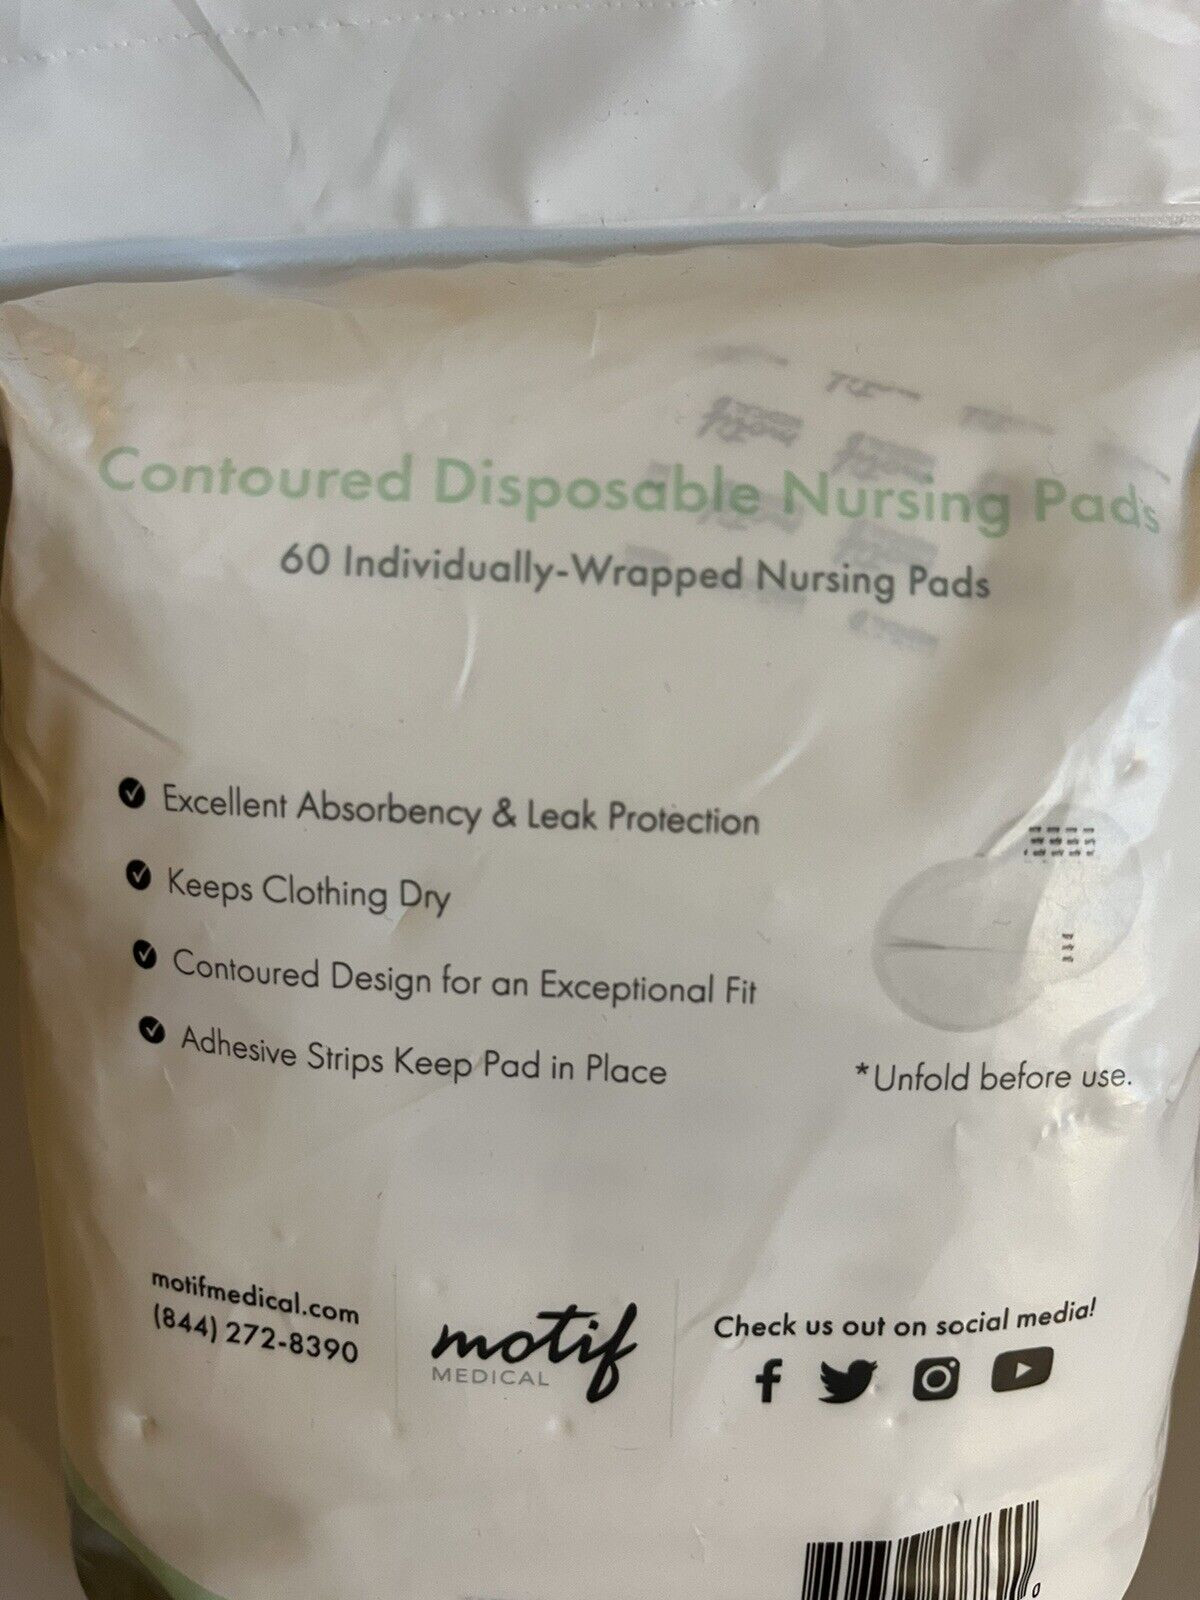 Contoured Disposable Nursing Pads
60 Individually-Wrapped Nursing Pads
Excellent Absorbency & Leak Protection
Keeps Clothing Dry
Contoured Design for an Exceptional Fit
Adhesive Strips Keep Pad in Place
*Unfold before use.
motifmedical.com
(844) 272-8390
motif
MEDICAL
Check us out on social media!
0